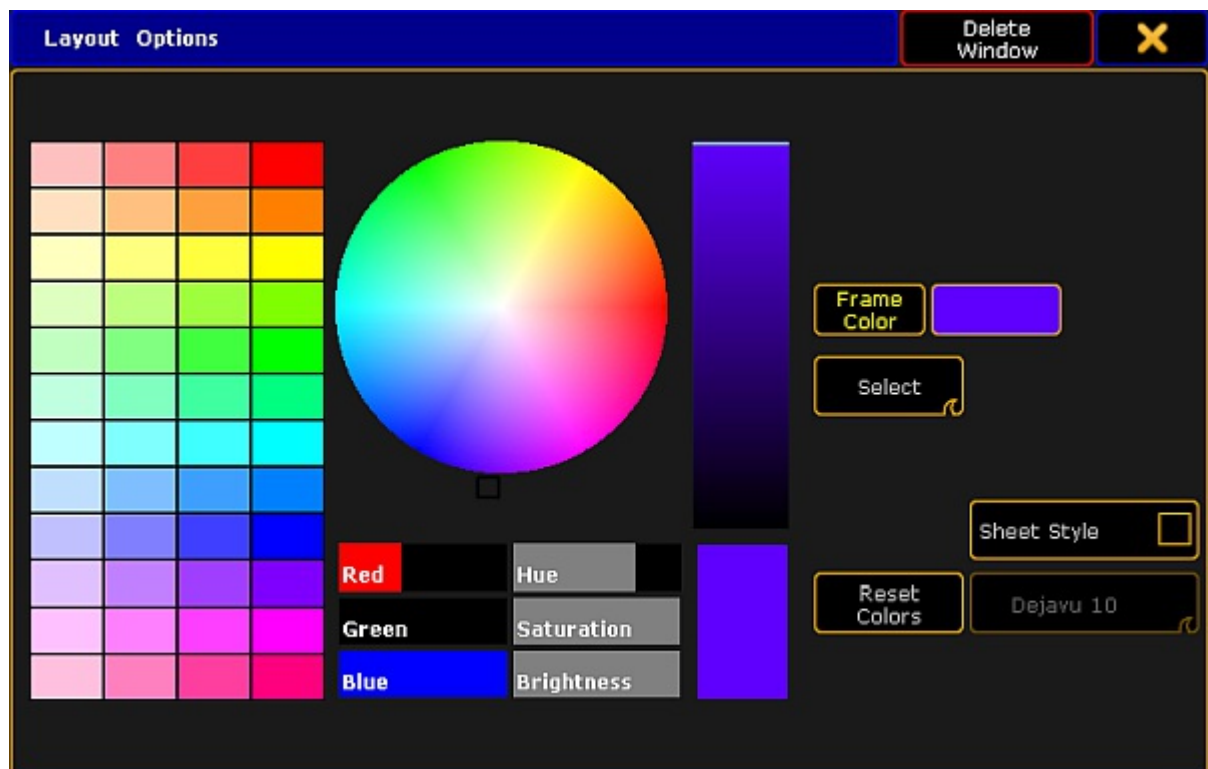 Layout Options
Delete
Window
Frame
Color
Select
Sheet Style
Red
Hue
Reset
Colors
Dejavu 10
Green
Saturation
Blue
Brightness